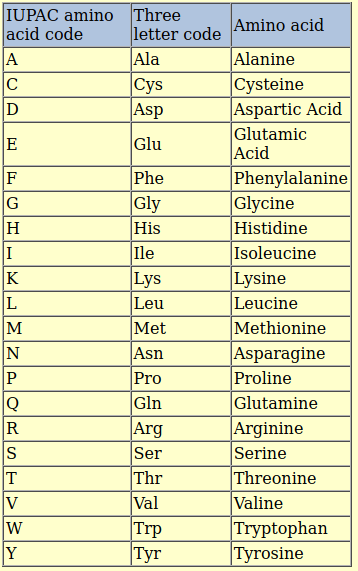 IUPAC amino acid code Three letter code Amino acid
A Ala Alanine
C Cys Cysteine
D Asp Aspartic Acid
E Glu Glutamic Acid
F Phe Phenylalanine
G Gly Glycine
H His Histidine
I Ile Isoleucine
K Lys Lysine
L Leu Leucine
M Met Methionine
N Asn Asparagine
P Pro Proline
Q Gln Glutamine
R Arg Arginine
S Ser Serine
T Thr Threonine
V Val Valine
W Trp Tryptophan
Y Tyr Tyrosine